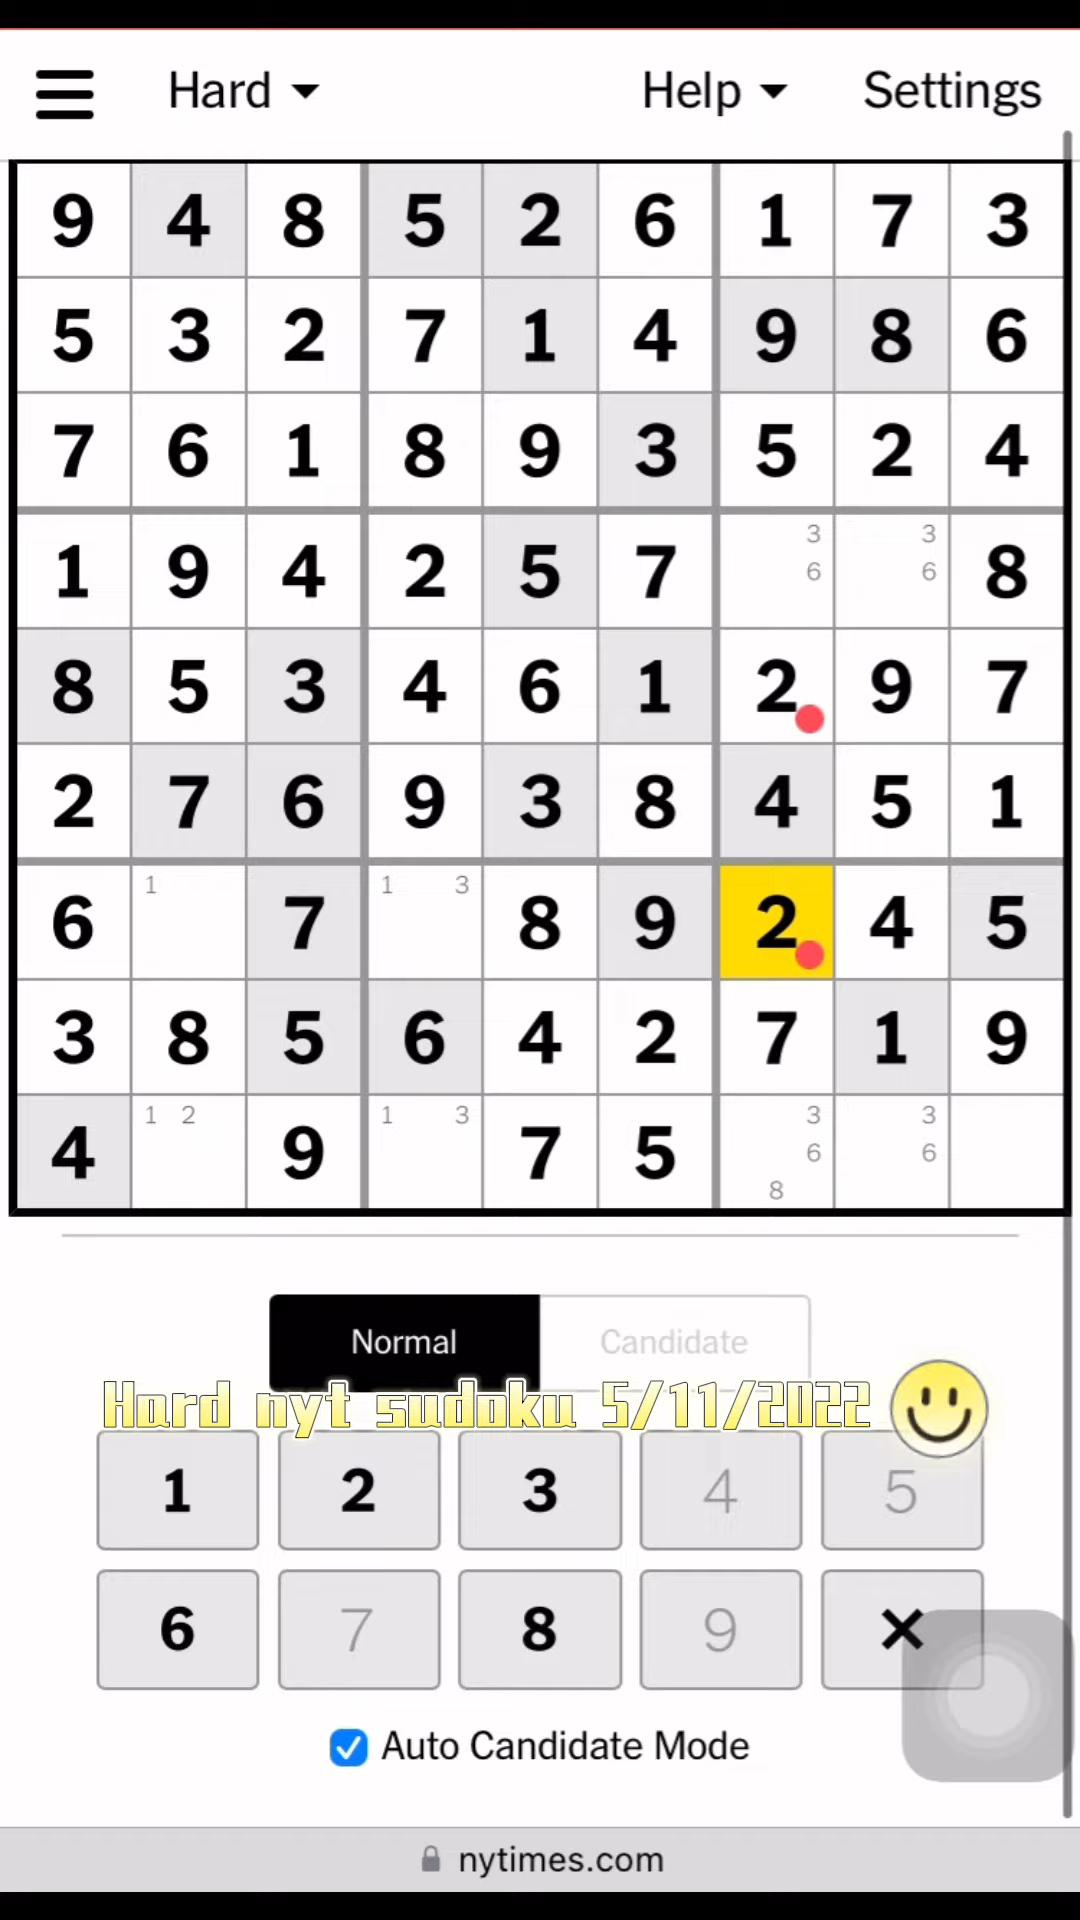 Hard Help Settings
9 4 8 5 2 6 1 7 3
5 3 2 7 1 4 9 8 6
7 6 1 8 9 3 5 2 4
1 9 4 2 5 7 3 6 3 6 8
8 5 3 4 6 1 2 9 7
2 7 6 9 3 8 4 5 1
6 1 7 1 3 8 9 2 4 5
3 8 5 6 4 2 7 1 9
4 1 2 9 1 3 7 5 3 6 8 3 6
Normal Candidate
Hard nyt sudoku 5/11/2022
1 2 3 4 5
6 7 8 9 ×
Auto Candidate Mode
nytimes.com